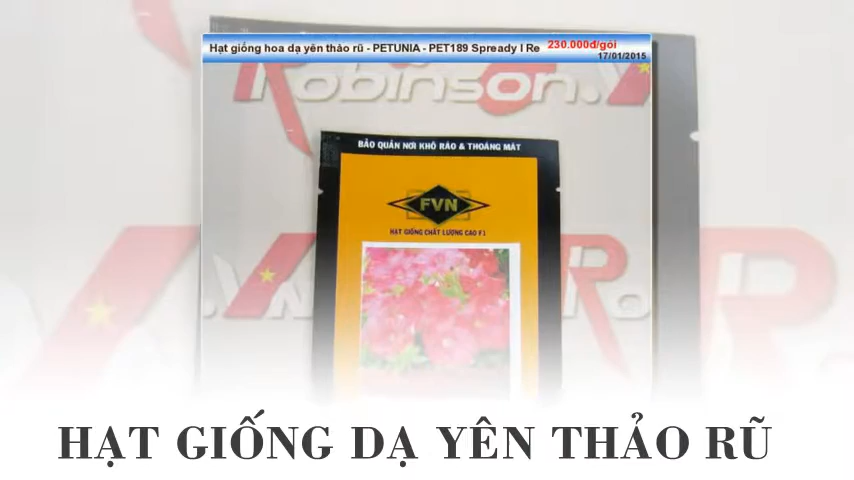 Hạt giống hoa dạ yên thảo rũ - PETUNIA - PET189 Spready I Re
230.000đ/gói
17/01/2015
Robinson.V
BẢO QUẢN NƠI KHÔ RÁO & THOÁNG MÁT
FVN
HẠT GIỐNG CHẤT LƯỢNG CAO F1
HẠT GIỐNG DẠ YÊN THẢO RŨ